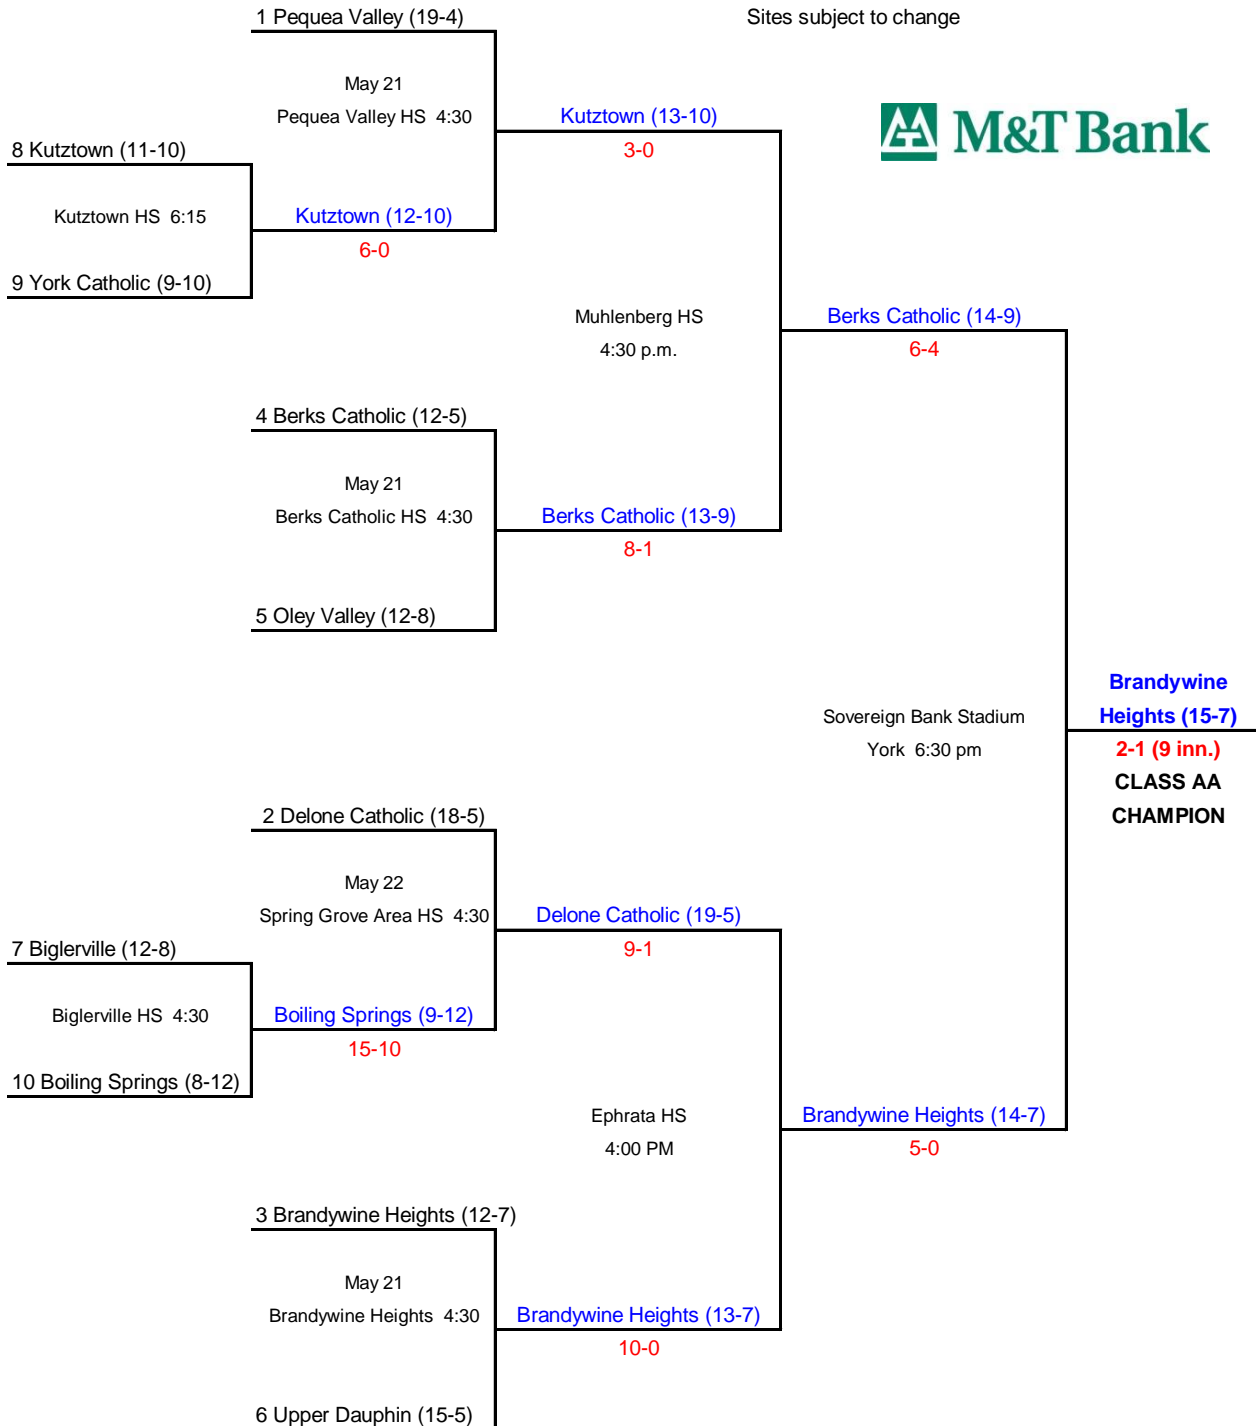 1 Pequea Valley (19-4)
Sites subject to change
May 21
Pequea Valley HS 4:30
Kutztown (13-10)
3-0
M&T Bank
8 Kutztown (11-10)
Kutztown HS 6:15
Kutztown (12-10)
6-0
9 York Catholic (9-10)
Muhlenberg HS
4:30 p.m.
Berks Catholic (14-9)
6-4
4 Berks Catholic (12-5)
May 21
Berks Catholic HS 4:30
Berks Catholic (13-9)
8-1
5 Oley Valley (12-8)
Sovereign Bank Stadium
York 6:30 pm
Brandywine
Heights (15-7)
2-1 (9 inn.)
CLASS AA
CHAMPION
2 Delone Catholic (18-5)
May 22
Spring Grove Area HS 4:30
Delone Catholic (19-5)
9-1
7 Biglerville (12-8)
Biglerville HS 4:30
Boiling Springs (9-12)
15-10
10 Boiling Springs (8-12)
Ephrata HS
4:00 PM
Brandywine Heights (14-7)
5-0
3 Brandywine Heights (12-7)
May 21
Brandywine Heights 4:30
Brandywine Heights (13-7)
10-0
6 Upper Dauphin (15-5)